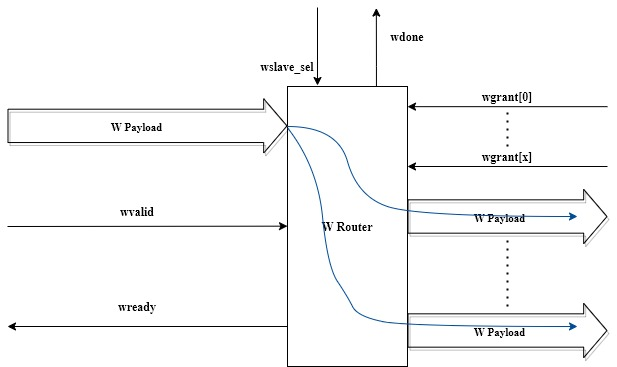 wdone
wslave_sel
wgrant[0]
W Payload
wgrant[x]
wvalid
W Payload
W Router
wready
W Payload